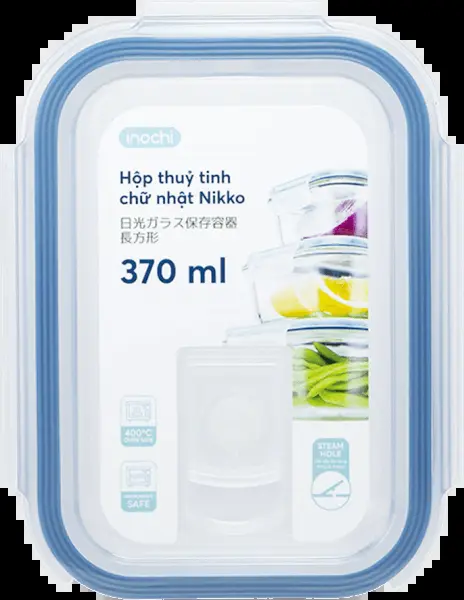 inochi
Hộp thuỷ tinh
chữ nhật Nikko
日光ガラス保存容器
長方形
370 ml
400°C
STEAM
HOLE
SAFE